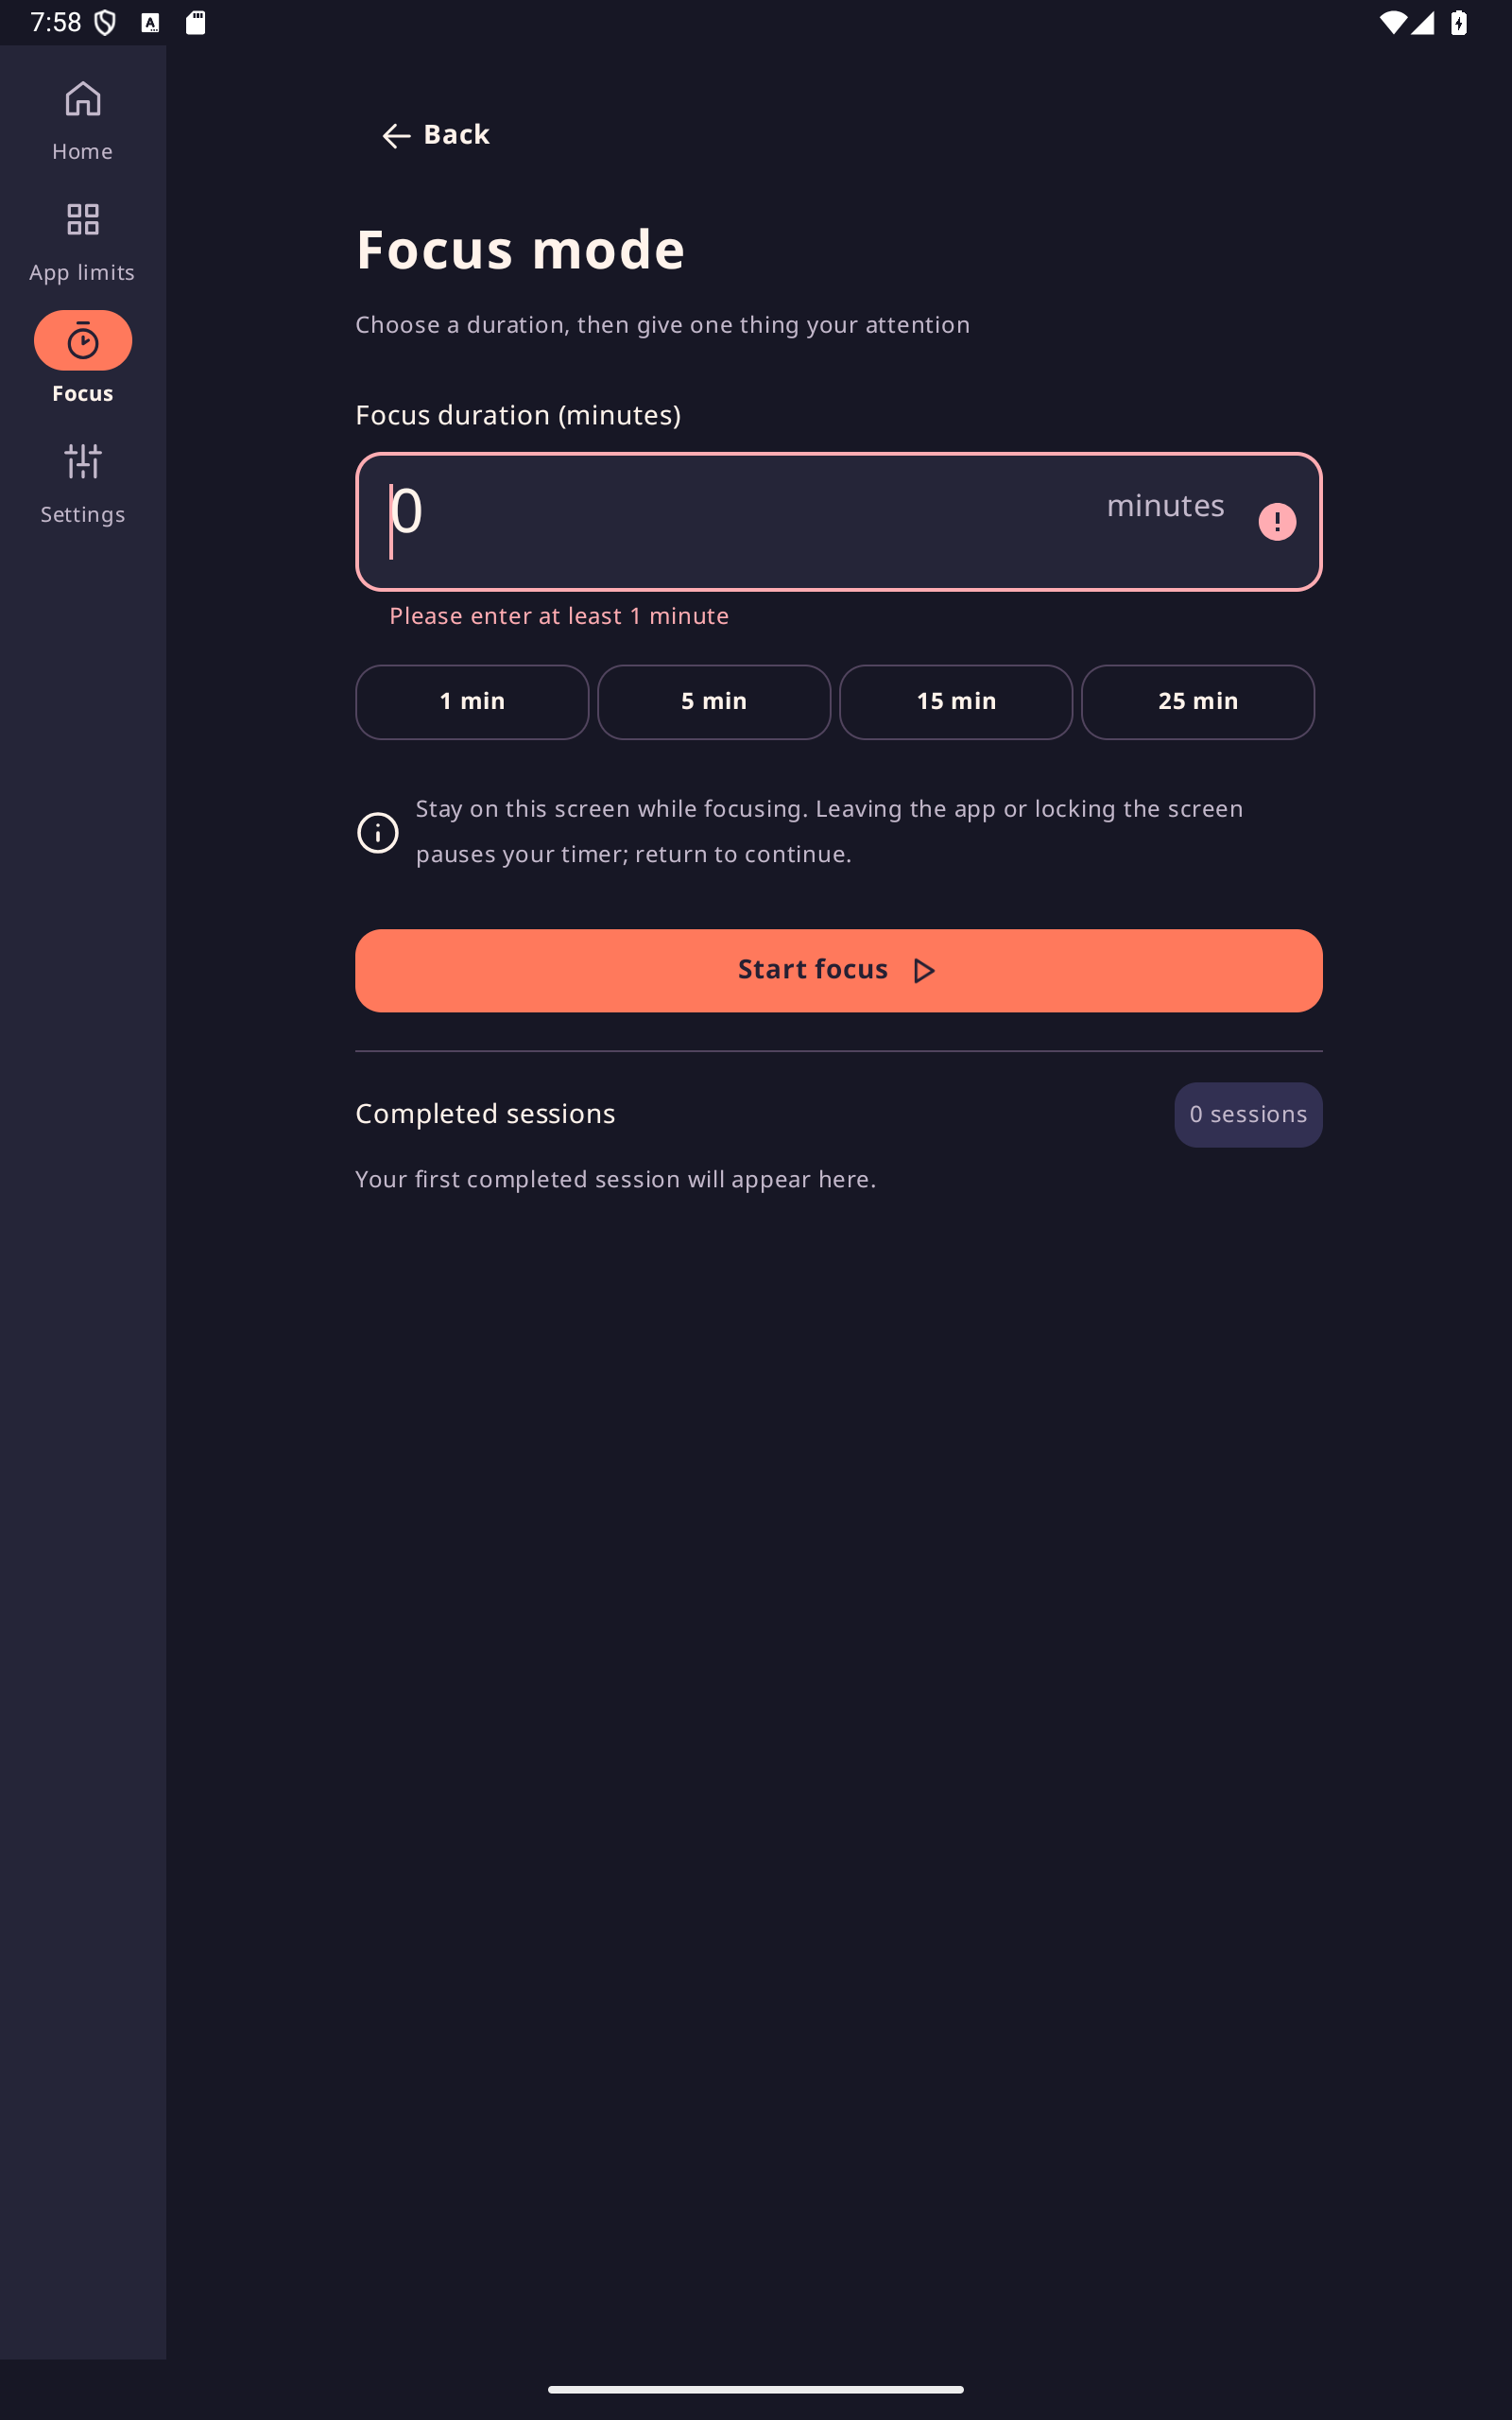 7:58
Home
App limits
Focus
Settings
Back
Focus mode
Choose a duration, then give one thing your attention
Focus duration (minutes)
0 minutes
Please enter at least 1 minute
1 min 5 min 15 min 25 min
Stay on this screen while focusing. Leaving the app or locking the screen
pauses your timer; return to continue.
Start focus
Completed sessions 0 sessions
Your first completed session will appear here.